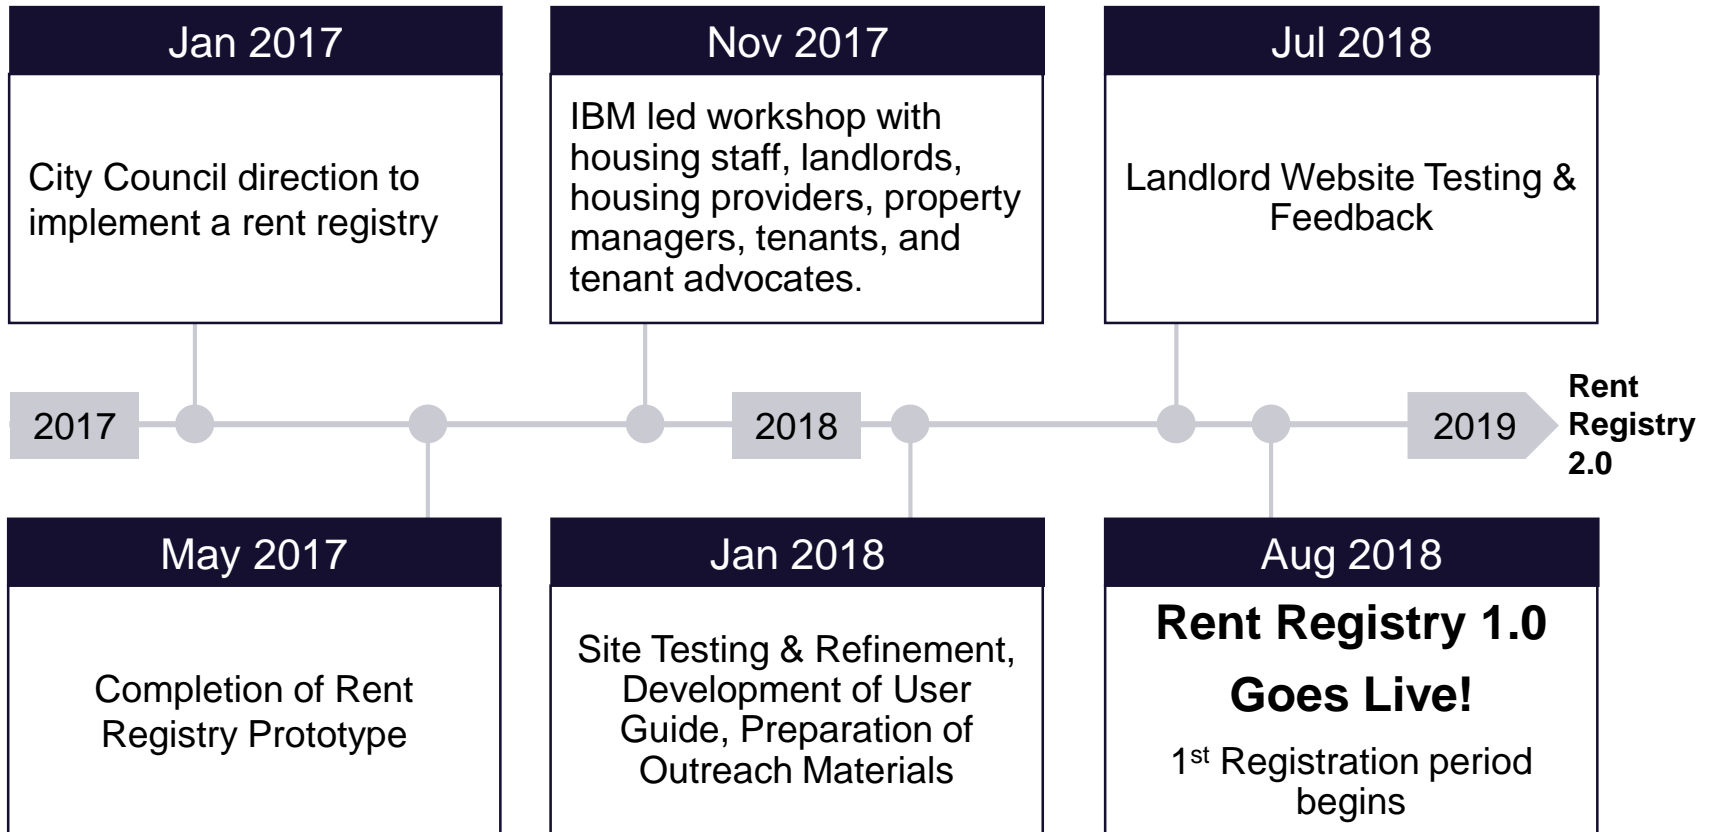 Jan 2017
City Council direction to
implement a rent registry
Nov 2017
IBM led workshop with
housing staff, landlords,
housing providers, property
managers, tenants, and
tenant advocates.
Jul 2018
Landlord Website Testing &
Feedback
2017
2018
2019
Rent
Registry
2.0
May 2017
Completion of Rent
Registry Prototype
Jan 2018
Site Testing & Refinement,
Development of User
Guide, Preparation of
Outreach Materials
Aug 2018
Rent Registry 1.0
Goes Live!
1st Registration period
begins